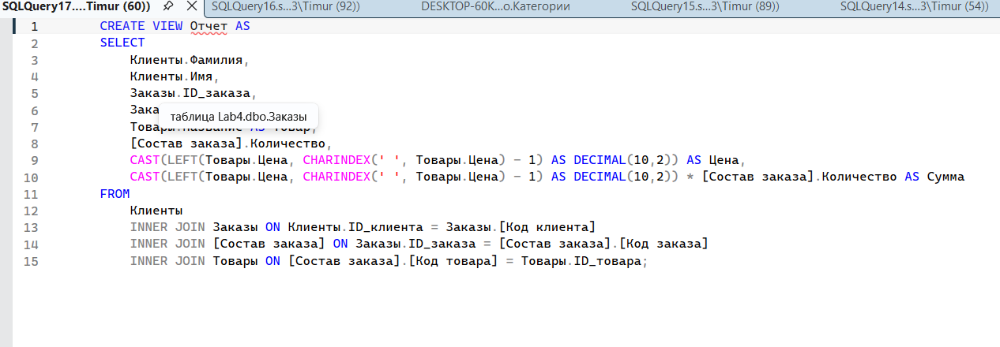 SQLQuery17....Timur (60)) SQLQuery16.s...3\Timur (92)) DESKTOP-60K...o.Категории SQLQuery15.s...3\Timur (89)) SQLQuery14.s...3\Timur (54))
1 CREATE VIEW Отчет AS
2 SELECT
3 Клиенты.Фамилия,
4 Клиенты.Имя,
5 Заказы.ID_заказа,
6 Зака
таблица Lab4.dbo.Заказы
7 Товары.Название AS Товар,
8 [Состав заказа].Количество,
9 CAST(LEFT(Товары.Цена, CHARINDEX(' ', Товары.Цена) - 1) AS DECIMAL(10,2)) AS Цена,
10 CAST(LEFT(Товары.Цена, CHARINDEX(' ', Товары.Цена) - 1) AS DECIMAL(10,2)) * [Состав заказа].Количество AS Сумма
11 FROM
12 Клиенты
13 INNER JOIN Заказы ON Клиенты.ID_клиента = Заказы.[Код клиента]
14 INNER JOIN [Состав заказа] ON Заказы.ID_заказа = [Состав заказа].[Код заказа]
15 INNER JOIN Товары ON [Состав заказа].[Код товара] = Товары.ID_товара;